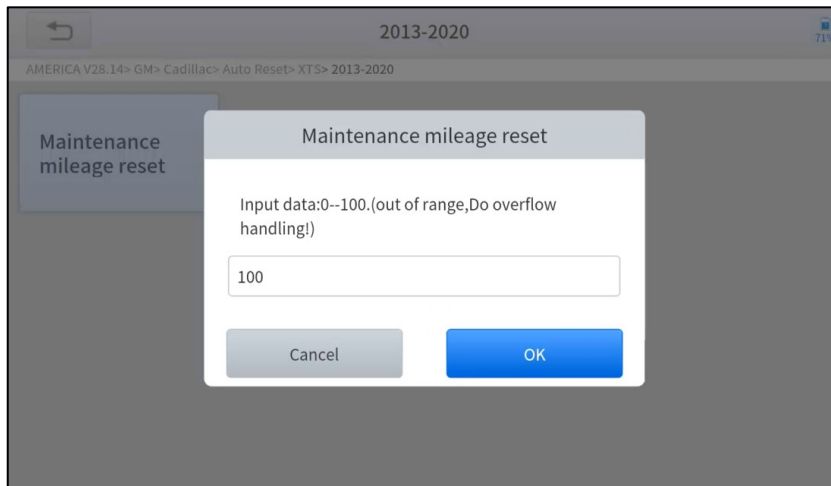 2013-2020
71%
AMERICA V28.14> GM> Cadillac> Auto Reset> XTS> 2013-2020
Maintenance
mileage reset
Maintenance mileage reset
Input data:0--100.(out of range,Do overflow
handling!)
100
Cancel
OK